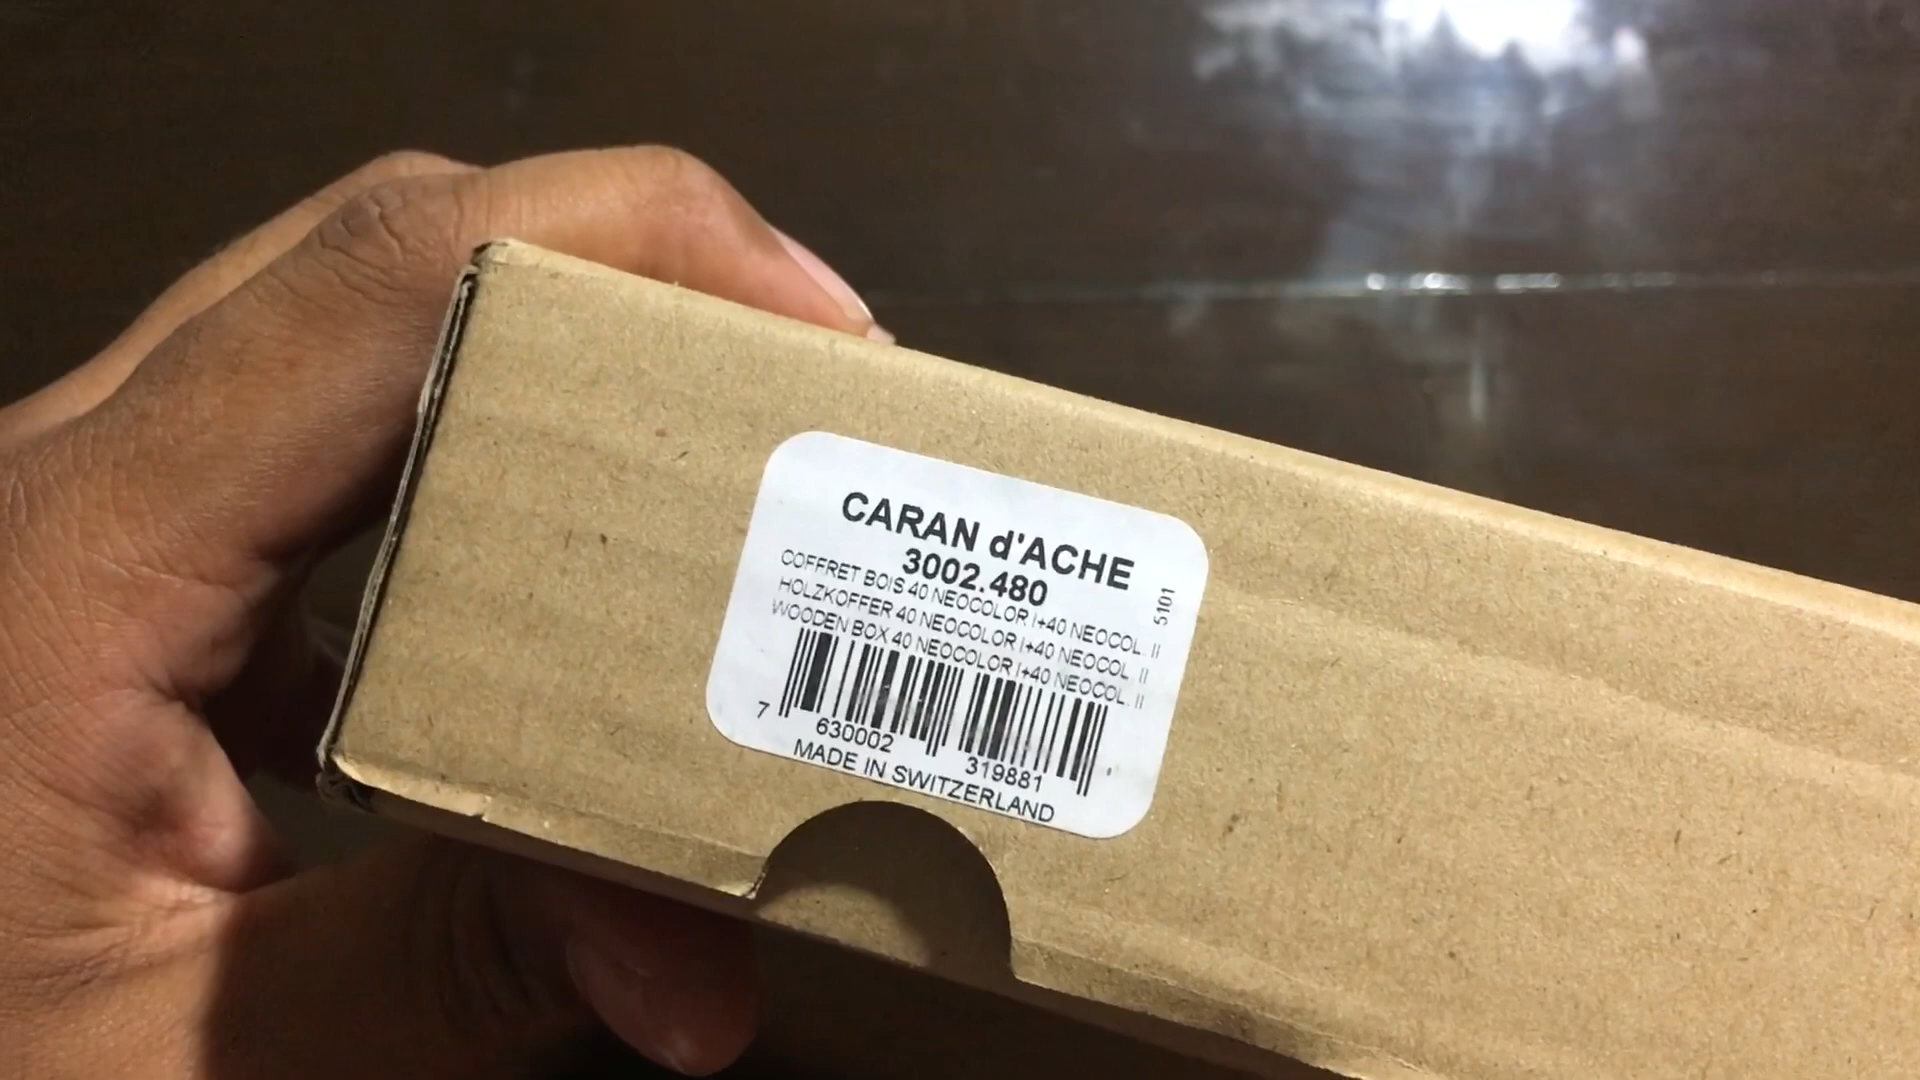 CARAN d'ACHE
3002.480
COFFRET BOIS 40 NEOCOLOR I+40 NEOCOL. II
HOLZKOFFER 40 NEOCOLOR I+40 NEOCOL. II
WOODEN BOX 40 NEOCOLOR I+40 NEOCOL. II
5101
7 630002 319881
MADE IN SWITZERLAND